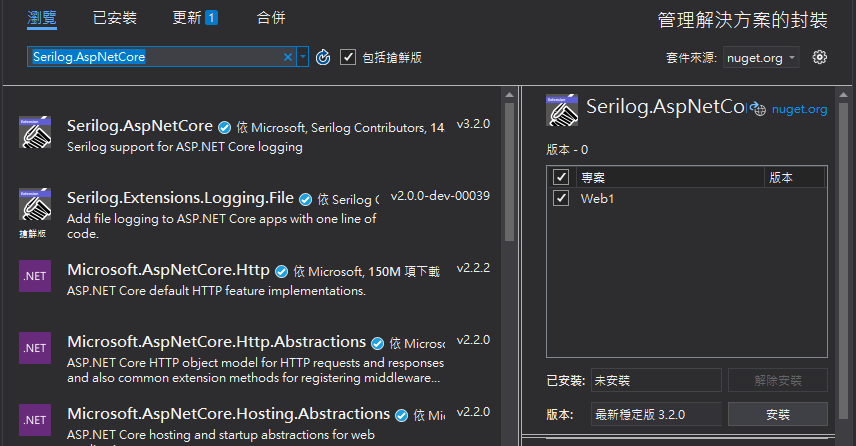 瀏覽 已安裝 更新 1 合併
管理解決方案的封裝
Serilog.AspNetCore
包括搶鮮版
套件來源: nuget.org
Serilog.AspNetCore 依 Microsoft, Serilog Contributors, 14 v3.2.0
Serilog support for ASP.NET Core logging
Serilog.Extensions.Logging.File 依 Serilog C v2.0.0-dev-00039
Add file logging to ASP.NET Core apps with one line of
code.
搶鮮版
.NET
Microsoft.AspNetCore.Http 依 Microsoft, 150M 項下載 v2.2.2
ASP.NET Core default HTTP feature implementations.
.NET
Microsoft.AspNetCore.Http.Abstractions 依 Microsc v2.2.0
ASP.NET Core HTTP object model for HTTP requests and responses
and also common extension methods for registering middleware...
.NET
Microsoft.AspNetCore.Hosting.Abstractions 依 Mi v2.2.0
ASP.NET Core hosting and startup abstractions for web
Serilog.AspNetCo nuget.org
版本 - 0
專案 版本
Web1
已安裝: 未安裝 解除安裝
版本: 最新穩定版 3.2.0 安裝